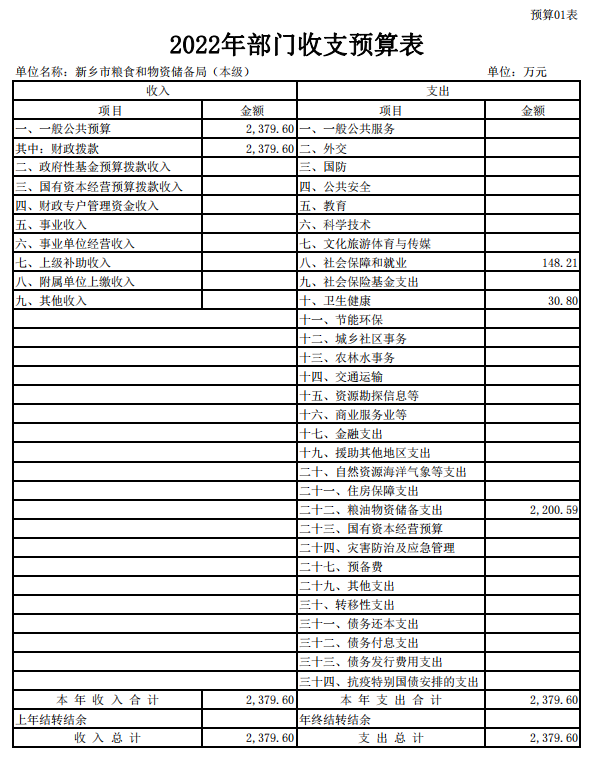 预算01表
2022年部门收支预算表
单位名称：新乡市粮食和物资储备局（本级） 单位：万元
收入 支出
项目 金额 项目 金额
一、一般公共预算 2,379.60 一、一般公共服务
其中：财政拨款 2,379.60 二、外交
二、政府性基金预算拨款收入 三、国防
三、国有资本经营预算拨款收入 四、公共安全
四、财政专户管理资金收入 五、教育
五、事业收入 六、科学技术
六、事业单位经营收入 七、文化旅游体育与传媒
七、上级补助收入 八、社会保障和就业 148.21
八、附属单位上缴收入 九、社会保险基金支出
九、其他收入 十、卫生健康 30.80
十一、节能环保
十二、城乡社区事务
十三、农林水事务
十四、交通运输
十五、资源勘探信息等
十六、商业服务业等
十七、金融支出
十九、援助其他地区支出
二十、自然资源海洋气象等支出
二十一、住房保障支出
二十二、粮油物资储备支出 2,200.59
二十三、国有资本经营预算
二十四、灾害防治及应急管理
二十七、预备费
二十九、其他支出
三十、转移性支出
三十一、债务还本支出
三十二、债务付息支出
三十三、债务发行费用支出
三十四、抗疫特别国债安排的支出
本 年 收 入 合 计 2,379.60 本 年 支 出 合 计 2,379.60
上年结转结余 年终结转结余
收 入 总 计 2,379.60 支 出 总 计 2,379.60